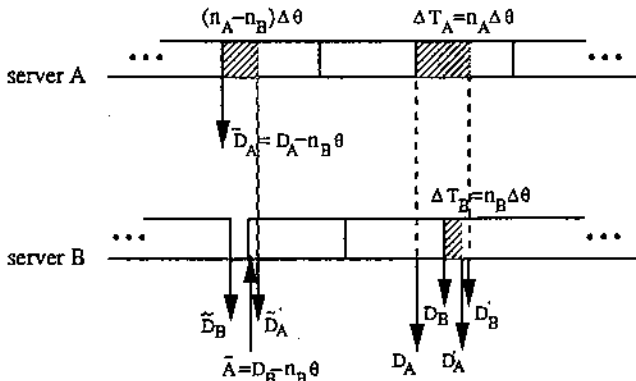 (n_A−n_B)Δθ
ΔT_A=n_AΔθ
...
...
server A
D̄_A=D_A−n_Bθ
ΔT_B=n_BΔθ
...
...
server B
D̃_B
D̃'_A
D_B
D'_B
Ā=D_B−n_Bθ
D_A
D'_A